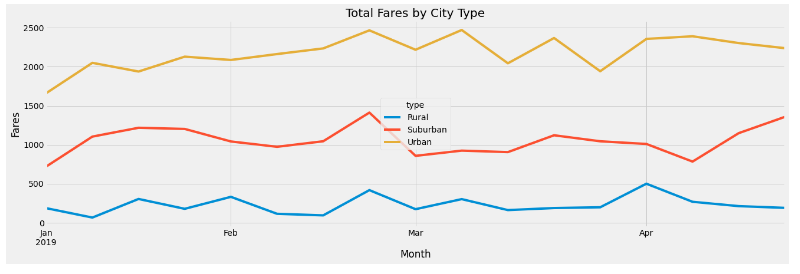 Total Fares by City Type
Fares
2500
2000
1500
1000
500
0
type
Rural
Suburban
Urban
Jan
2019
Feb
Mar
Apr
Month